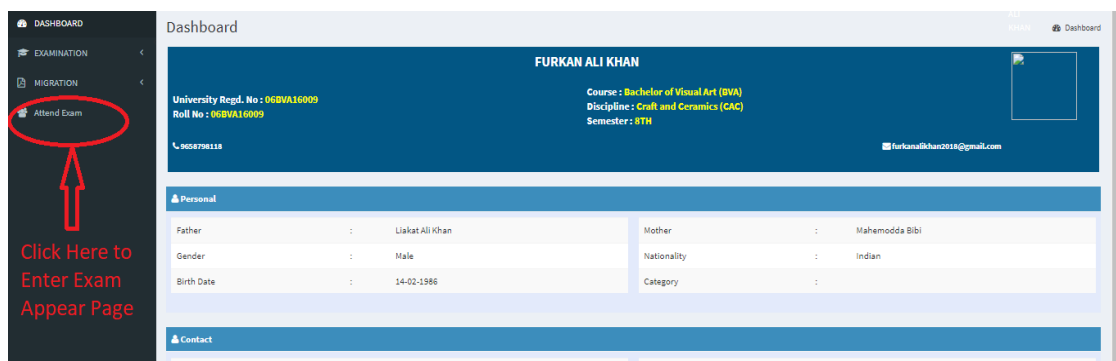 DASHBOARD
EXAMINATION
MIGRATION
Attend Exam
Click Here to
Enter Exam
Appear Page
Dashboard
ALI
KHAN
Dashboard
FURKAN ALI KHAN
University Regd. No : 06BVA16009
Roll No : 06BVA16009
Course : Bachelor of Visual Art (BVA)
Discipline : Craft and Ceramics (CAC)
Semester : 8TH
9658798118
furkanalikhan2018@gmail.com
Personal
Father : Liakat Ali Khan
Mother : Mahemodda Bibi
Gender : Male
Nationality : Indian
Birth Date : 14-02-1986
Category :
Contact